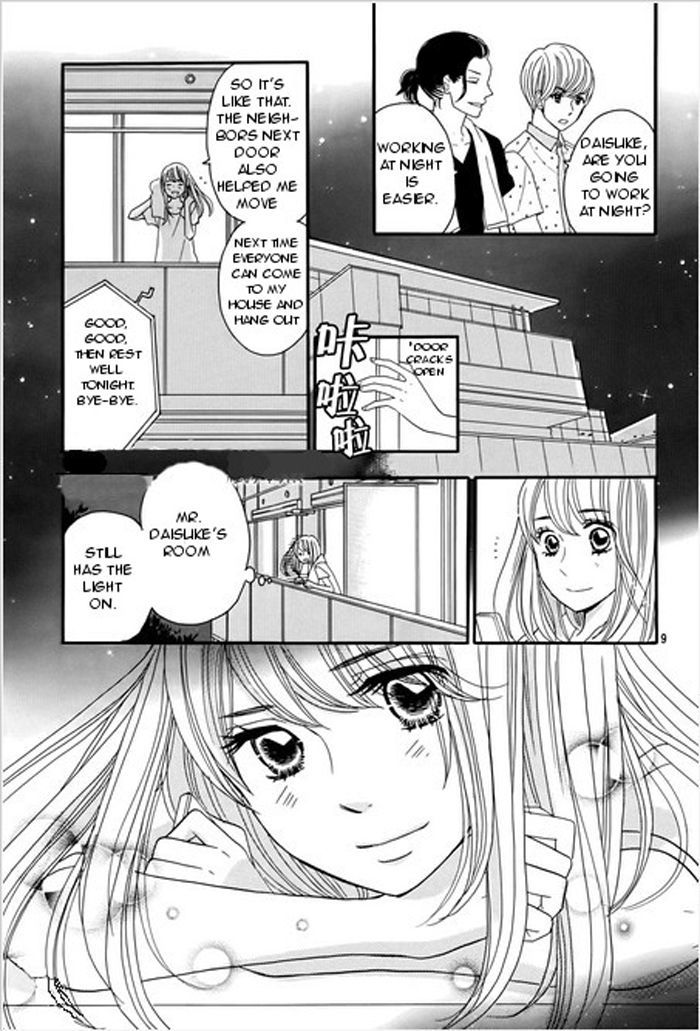 DAISUKE,
ARE YOU
GOING
TO WORK
AT NIGHT?
WORKING
AT NIGHT
IS
EASIER.
SO IT'S
LIKE THAT.
THE NEIGH-
BORS NEXT
DOOR
ALSO
HELPED ME
MOVE
NEXT TIME
EVERYONE
CAN COME
TO MY
HOUSE AND
HANG OUT
GOOD,
GOOD,
THEN REST
WELL
TONIGHT.
BYE-BYE.
咔啦啦
*DOOR
CRACKS
OPEN
MR.
DAISUKE'S
ROOM
STILL
HAS THE
LIGHT
ON.
9